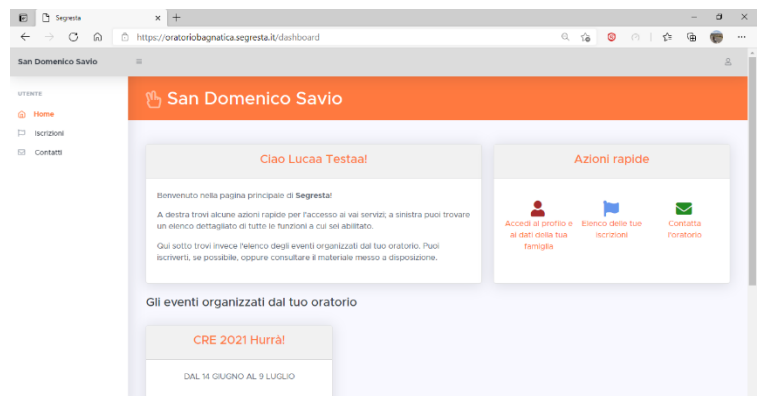 Segresta
https://oratoriobagnatica.segresta.it/dashboard
San Domenico Savio
UTENTE
Home
Iscrizioni
Contatti
San Domenico Savio
Ciao Lucaa Testaa!
Benvenuto nella pagina principale di Segresta!
A destra trovi alcune azioni rapide per l'accesso ai vai servizi; a sinistra puoi trovare
un elenco dettagliato di tutte le funzioni a cui sei abilitato.
Qui sotto trovi invece l'elenco degli eventi organizzati dal tuo oratorio. Puoi
iscriverti, se possibile, oppure consultare il materiale messo a disposizione.
Azioni rapide
Accedi al profilo e
ai dati della tua
famiglia
Elenco delle tue
iscrizioni
Contatta
l'oratorio
Gli eventi organizzati dal tuo oratorio
CRE 2021 Hurrà!
DAL 14 GIUGNO AL 9 LUGLIO